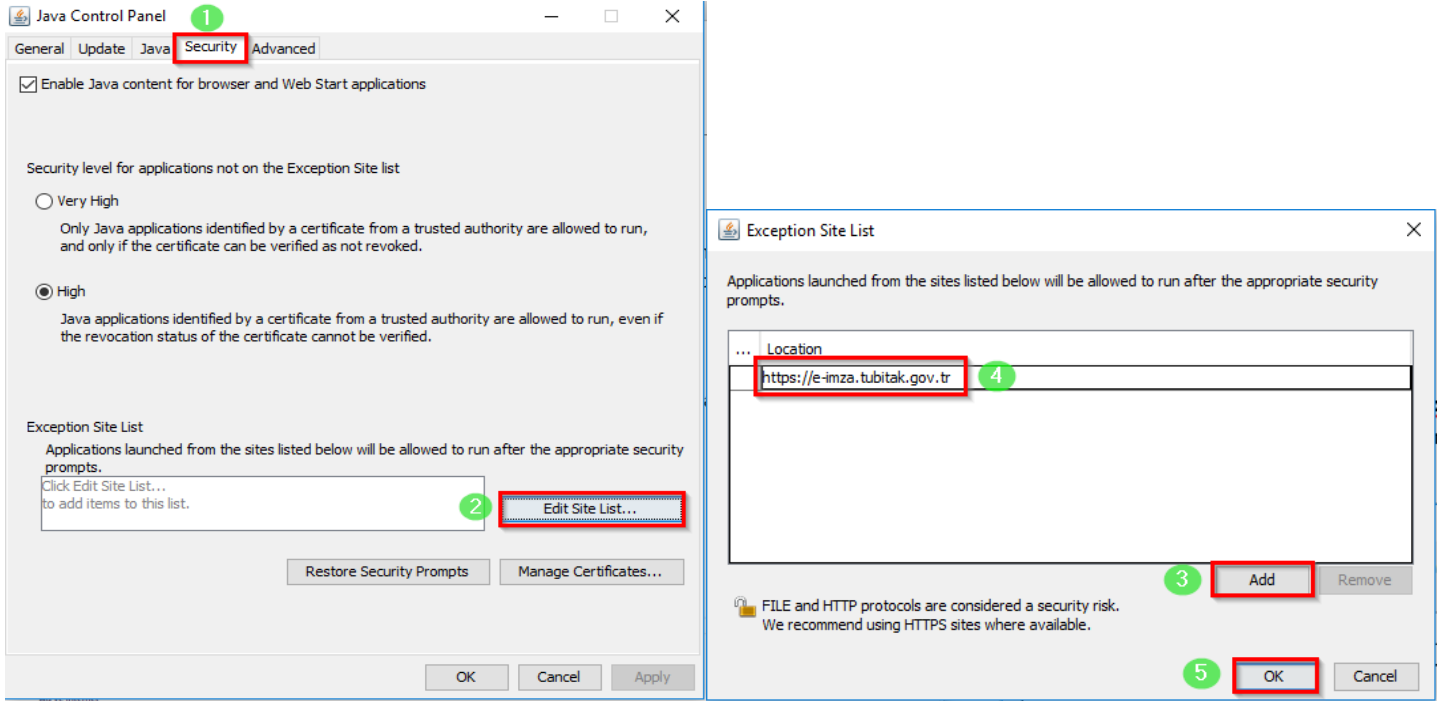 Java Control Panel
1
General Update Java Security Advanced
Enable Java content for browser and Web Start applications
Security level for applications not on the Exception Site list
Very High
Only Java applications identified by a certificate from a trusted authority are allowed to run,
and only if the certificate can be verified as not revoked.
High
Java applications identified by a certificate from a trusted authority are allowed to run, even if
the revocation status of the certificate cannot be verified.
Exception Site List
Applications launched from the sites listed below will be allowed to run after the appropriate security
prompts.
Click Edit Site List...
to add items to this list.
2
Edit Site List...
Restore Security Prompts Manage Certificates...
OK Cancel Apply
Exception Site List
Applications launched from the sites listed below will be allowed to run after the appropriate security
prompts.
... Location
https://e-imza.tubitak.gov.tr 4
3 Add Remove
FILE and HTTP protocols are considered a security risk.
We recommend using HTTPS sites where available.
5 OK Cancel